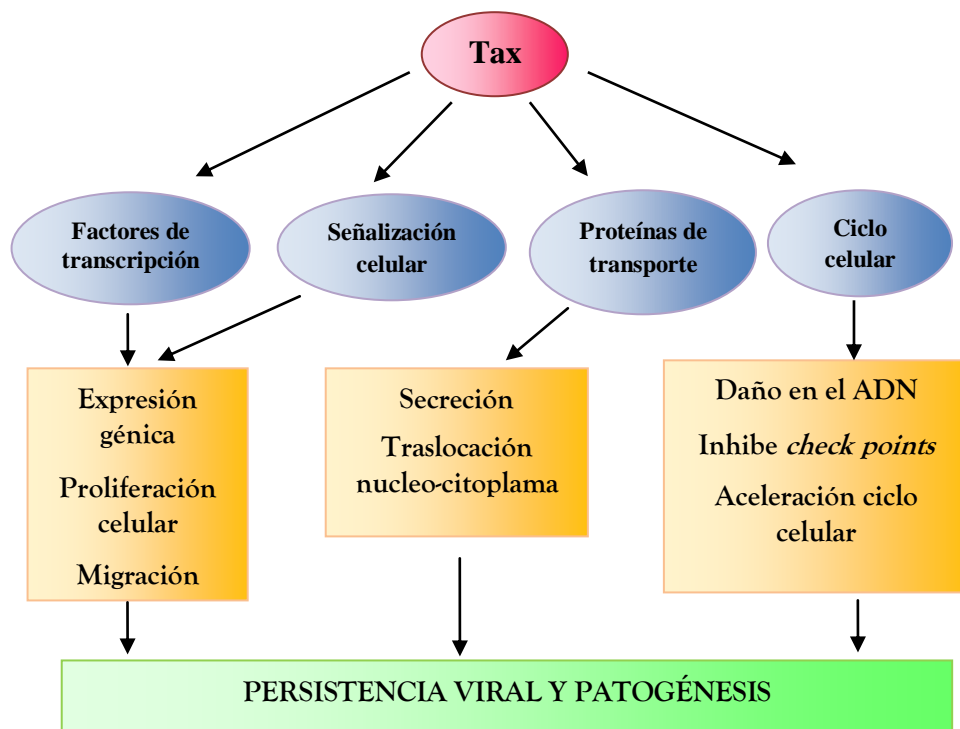 Tax
Factores de
transcripción
Señalización
celular
Proteínas de
transporte
Ciclo
celular
Expresión
génica
Proliferación
celular
Migración
Secreción
Traslocación
nucleo-citoplama
Daño en el ADN
Inhibe check points
Aceleración ciclo
celular
PERSISTENCIA VIRAL Y PATOGÉNESIS